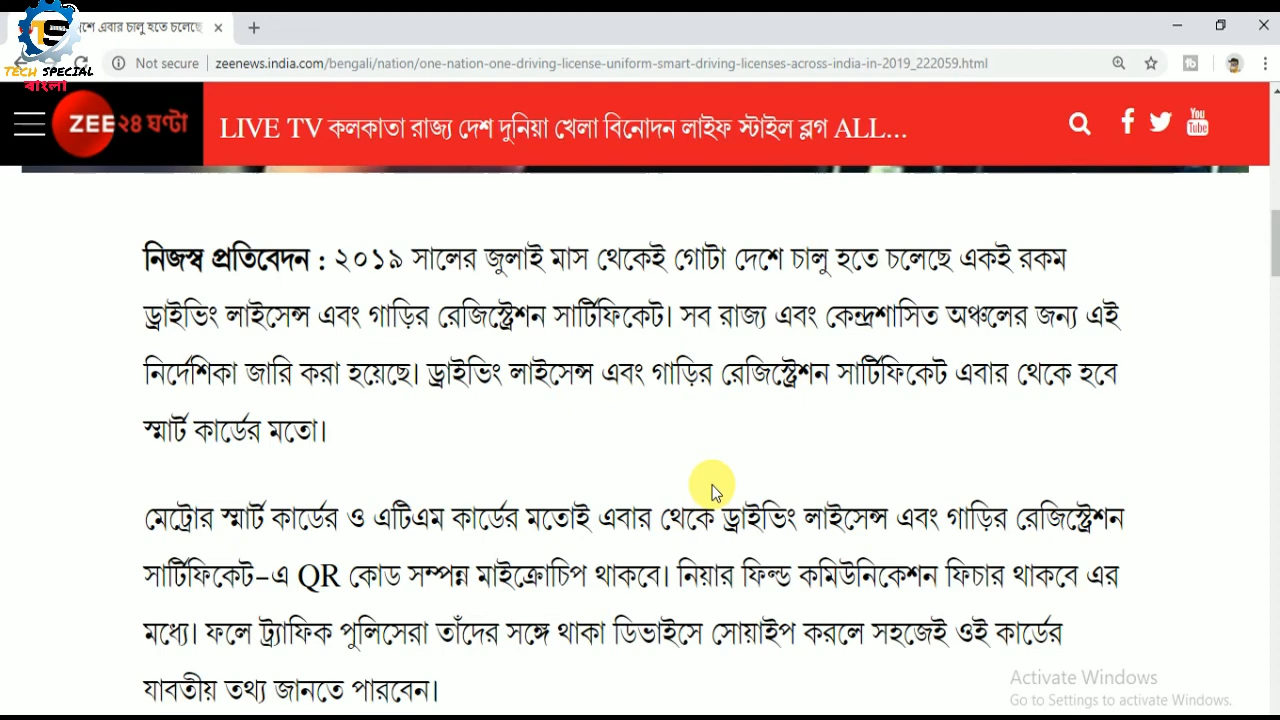 শে এবার চালু হতে চলেছে
TECH SPECIAL
বাংলা
Not secure
zeenews.india.com/bengali/nation/one-nation-one-driving-license-uniform-smart-driving-licenses-across-india-in-2019_222059.html
ZEE ২৪ ঘণ্টা
LIVE TV কলকাতা রাজ্য দেশ দুনিয়া খেলা বিনোদন লাইফ স্টাইল ব্লগ ALL...
You Tube
নিজস্ব প্রতিবেদন : ২০১৯ সালের জুলাই মাস থেকেই গোটা দেশে চালু হতে চলেছে একই রকম
ড্রাইভিং লাইসেন্স এবং গাড়ির রেজিস্ট্রেশন সার্টিফিকেট। সব রাজ্য এবং কেন্দ্রশাসিত অঞ্চলের জন্য এই
নির্দেশিকা জারি করা হয়েছে। ড্রাইভিং লাইসেন্স এবং গাড়ির রেজিস্ট্রেশন সার্টিফিকেট এবার থেকে হবে
স্মার্ট কার্ডের মতো।
মেট্রোর স্মার্ট কার্ডের ও এটিএম কার্ডের মতোই এবার থেকে ড্রাইভিং লাইসেন্স এবং গাড়ির রেজিস্ট্রেশন
সার্টিফিকেট-এ QR কোড সম্পন্ন মাইক্রোচিপ থাকবে। নিয়ার ফিল্ড কমিউনিকেশন ফিচার থাকবে এর
মধ্যে। ফলে ট্র্যাফিক পুলিসেরা তাঁদের সঙ্গে থাকা ডিভাইসে সোয়াইপ করলে সহজেই ওই কার্ডের
যাবতীয় তথ্য জানতে পারবেন।
Activate Windows
Go to Settings to activate Windows.